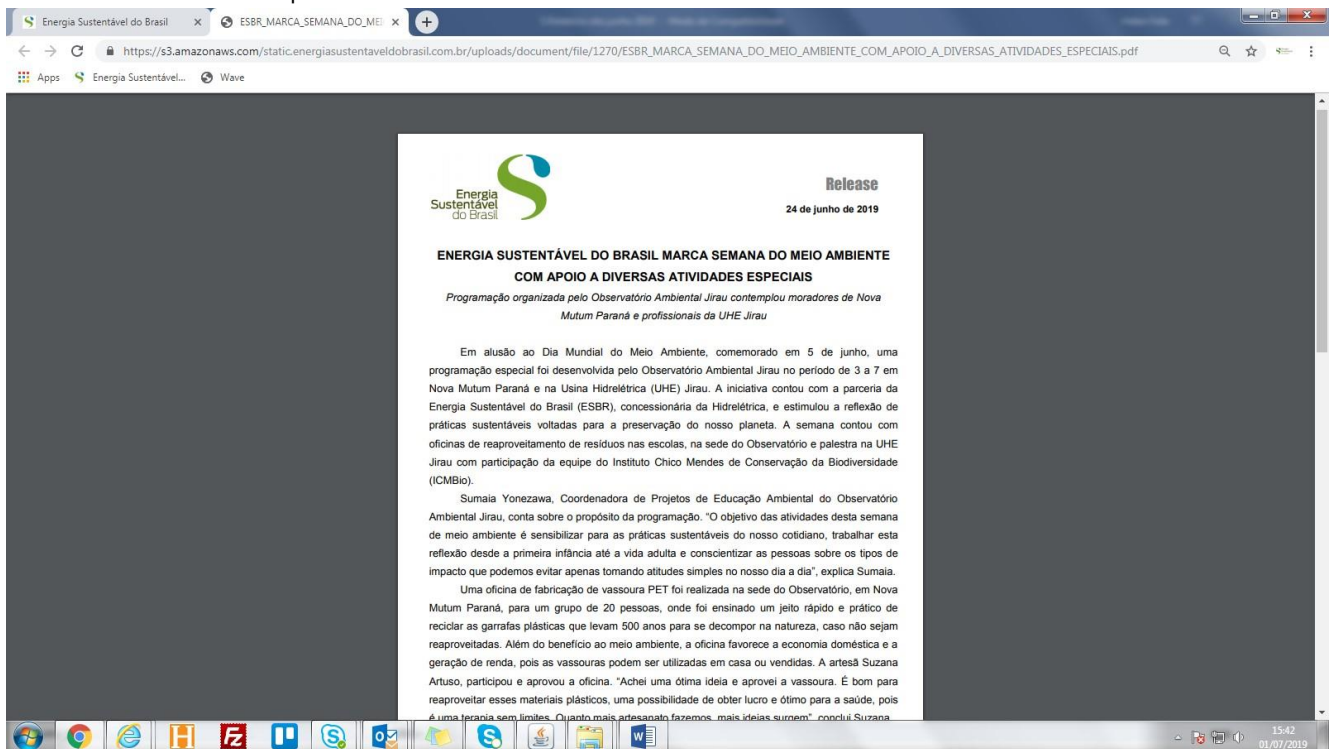 Energia Sustentável do Brasil
ESBR_MARCA_SEMANA_DO_MEI
https://s3.amazonaws.com/static.energiasustentaveldobrasil.com.br/uploads/document/file/1270/ESBR_MARCA_SEMANA_DO_MEIO_AMBIENTE_COM_APOIO_A_DIVERSAS_ATIVIDADES_ESPECIAIS.pdf
Apps Energia Sustentável... Wave
Energia
Sustentável
do Brasil
Release
24 de junho de 2019
ENERGIA SUSTENTÁVEL DO BRASIL MARCA SEMANA DO MEIO AMBIENTE
COM APOIO A DIVERSAS ATIVIDADES ESPECIAIS
Programação organizada pelo Observatório Ambiental Jirau contemplou moradores de Nova
Mutum Paraná e profissionais da UHE Jirau
Em alusão ao Dia Mundial do Meio Ambiente, comemorado em 5 de junho, uma
programação especial foi desenvolvida pelo Observatório Ambiental Jirau no período de 3 a 7 em
Nova Mutum Paraná e na Usina Hidrelétrica (UHE) Jirau. A iniciativa contou com a parceria da
Energia Sustentável do Brasil (ESBR), concessionária da Hidrelétrica, e estimulou a reflexão de
práticas sustentáveis voltadas para a preservação do nosso planeta. A semana contou com
oficinas de reaproveitamento de resíduos nas escolas, na sede do Observatório e palestra na UHE
Jirau com participação da equipe do Instituto Chico Mendes de Conservação da Biodiversidade
(ICMBio).
Sumaia Yonezawa, Coordenadora de Projetos de Educação Ambiental do Observatório
Ambiental Jirau, conta sobre o propósito da programação. “O objetivo das atividades desta semana
de meio ambiente é sensibilizar para as práticas sustentáveis do nosso cotidiano, trabalhar esta
reflexão desde a primeira infância até a vida adulta e conscientizar as pessoas sobre os tipos de
impacto que podemos evitar apenas tomando atitudes simples no nosso dia a dia”, explica Sumaia.
Uma oficina de fabricação de vassoura PET foi realizada na sede do Observatório, em Nova
Mutum Paraná, para um grupo de 20 pessoas, onde foi ensinado um jeito rápido e prático de
reciclar as garrafas plásticas que levam 500 anos para se decompor na natureza, caso não sejam
reaproveitadas. Além do benefício ao meio ambiente, a oficina favorece a economia doméstica e a
geração de renda, pois as vassouras podem ser utilizadas em casa ou vendidas. A artesã Suzana
Artuso, participou e aprovou a oficina. “Achei uma ótima ideia e aprovei a vassoura. É bom para
reaproveitar esses materiais plásticos, uma possibilidade de obter lucro e ótimo para a saúde, pois
é uma terapia sem limites. Quanto mais artesanato fazemos, mais ideias surgem”, conclui Suzana.
15:42
01/07/2019